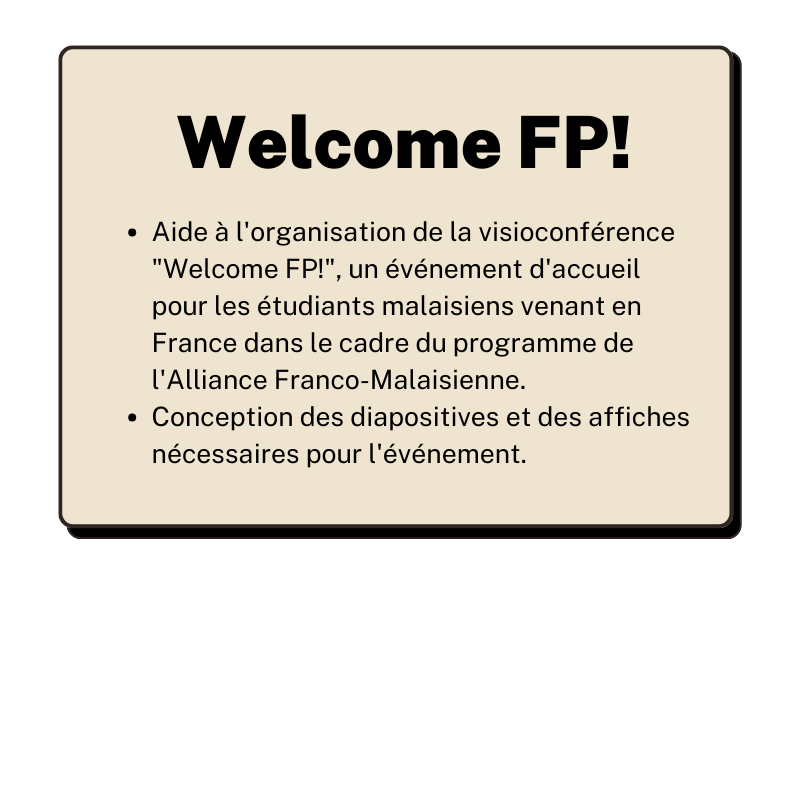 Welcome FP!
• Aide à l'organisation de la visioconférence
"Welcome FP!", un événement d'accueil
pour les étudiants malaisiens venant en
France dans le cadre du programme de
l'Alliance Franco-Malaisienne.
• Conception des diapositives et des affiches
nécessaires pour l'événement.